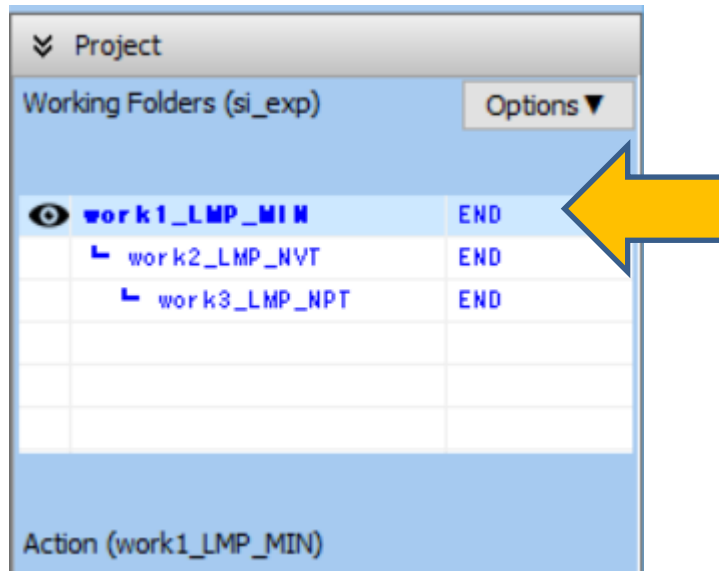 Project
Working Folders (si_exp) Options▼
work1_LMP_MIN END
work2_LMP_NVT END
work3_LMP_NPT END
Action (work1_LMP_MIN)